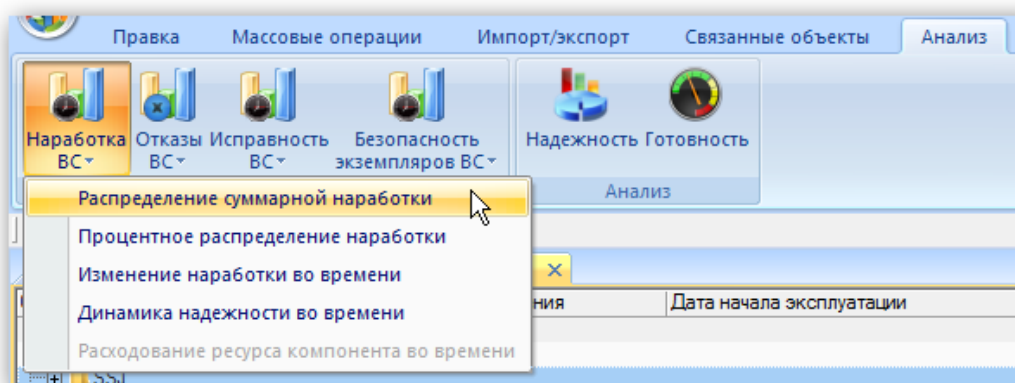 Правка Массовые операции Импорт/экспорт Связанные объекты Анализ
Наработка ВС
Отказы ВС
Исправность ВС
Безопасность экземпляров ВС
Надежность
Готовность
Анализ
Распределение суммарной наработки
Процентное распределение наработки
Изменение наработки во времени
Динамика надежности во времени
Расходование ресурса компонента во времени
Дата начала эксплуатации
SSJ